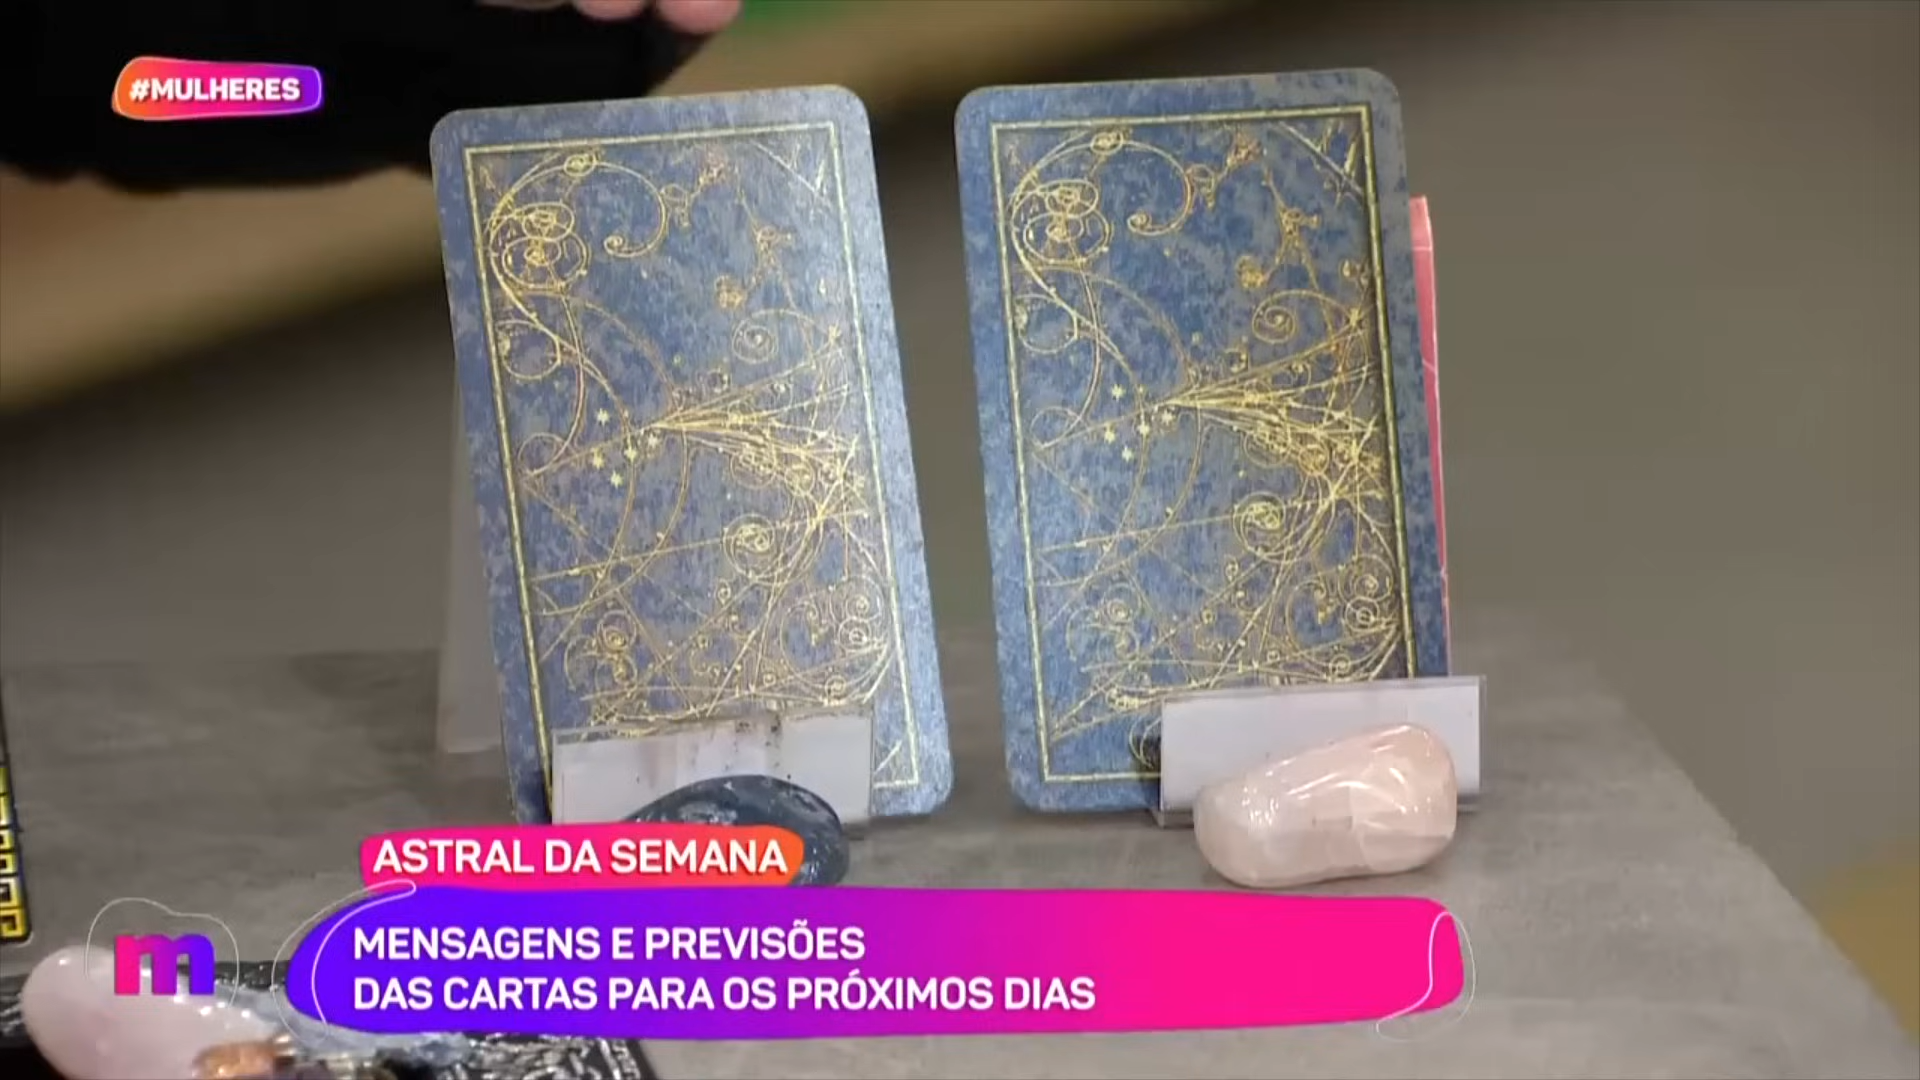 #MULHERES
ASTRAL DA SEMANA
m
MENSAGENS E PREVISÕES
DAS CARTAS PARA OS PRÓXIMOS DIAS